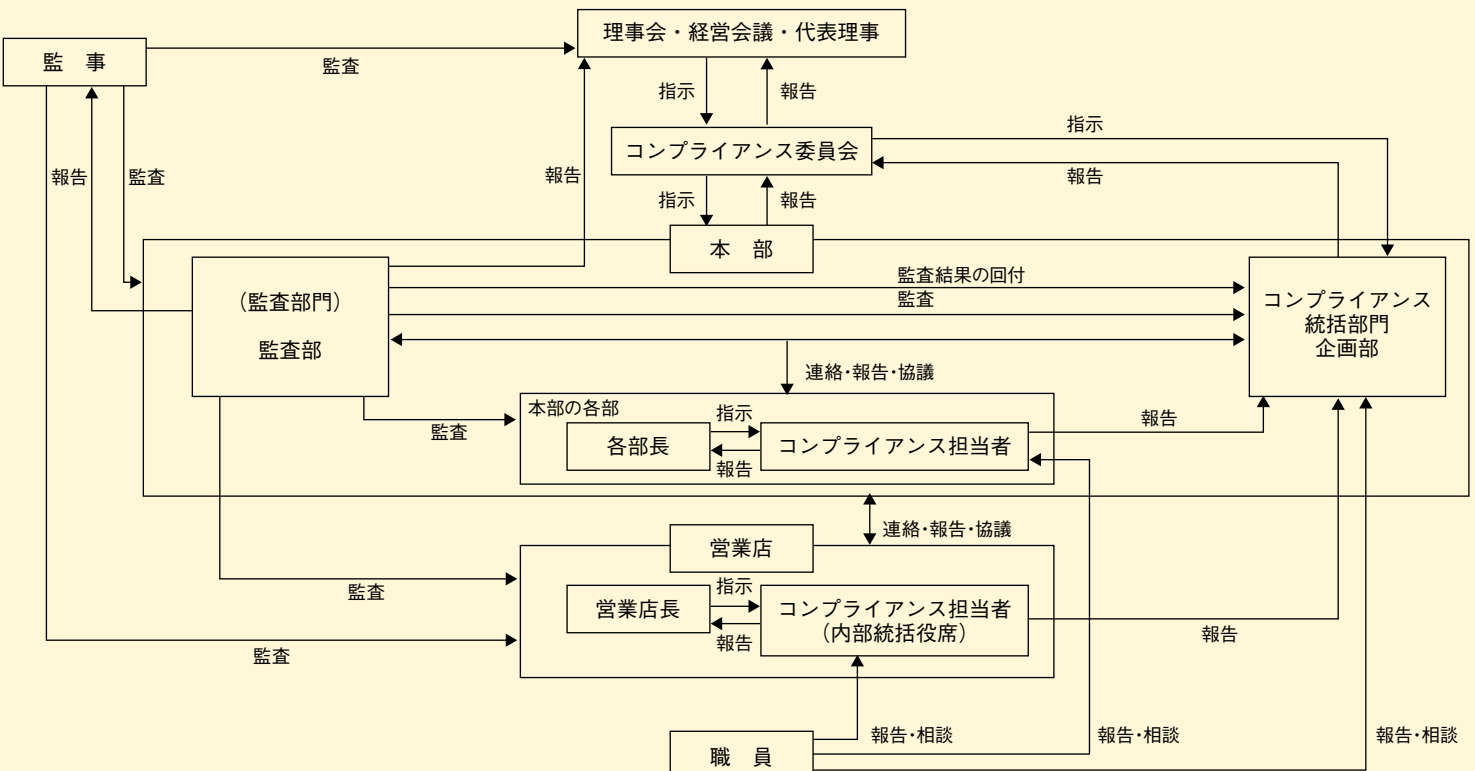 理事会・経営会議・代表理事
監　事
監査
指示
報告
コンプライアンス委員会
指示
報告
報告
監査
報告
指示
報告
本　部
（監査部門）
監査部
監査結果の回付
監査
コンプライアンス
統括部門
企画部
連絡・報告・協議
本部の各部
監査
各部長
指示
報告
コンプライアンス担当者
報告
連絡・報告・協議
営業店
監査
営業店長
指示
報告
コンプライアンス担当者
（内部統括役席）
報告
監査
職　員
報告・相談
報告・相談
報告・相談